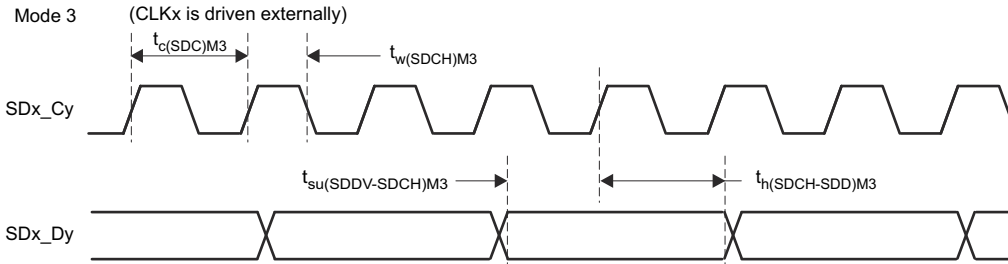 Mode 3 (CLKx is driven externally)
tc(SDC)M3
tw(SDCH)M3
SDx_Cy
tsu(SDDV-SDCH)M3
th(SDCH-SDD)M3
SDx_Dy